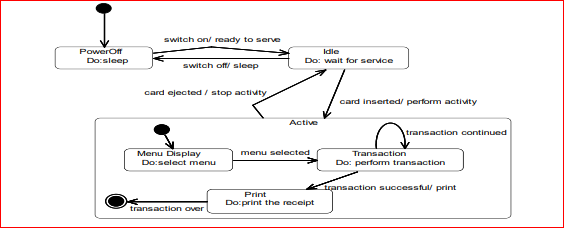 switch on/ ready to serve
PowerOff
Do:sleep
Idle
Do: wait for service
switch off/ sleep
card ejected / stop activity
card inserted/ perform activity
Active
transaction continued
Menu Display
Do:select menu
menu selected
Transaction
Do: perform transaction
transaction successful/ print
Print
Do:print the receipt
transaction over